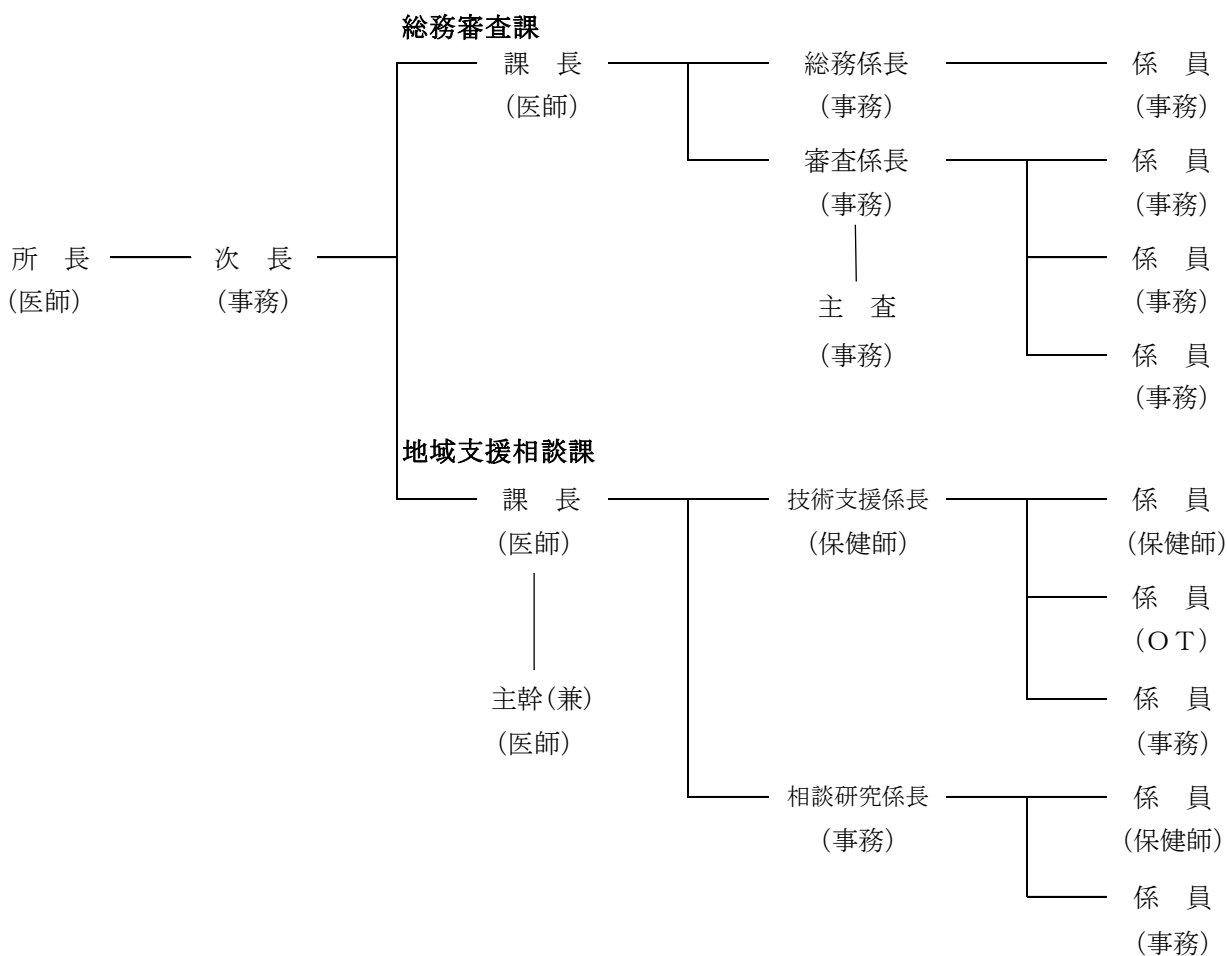 総務審査課
課　長
総務係長
係　員
(医師)
(事務)
(事務)
審査係長
係　員
(事務)
(事務)
所　長
次　長
係　員
(医師)
(事務)
(事務)
主　査
(事務)
係　員
(事務)
地域支援相談課
課　長
技術支援係長
係　員
(医師)
(保健師)
(保健師)
係　員
(ＯＴ)
主幹(兼)
係　員
(医師)
(事務)
相談研究係長
係　員
(事務)
(保健師)
係　員
(事務)